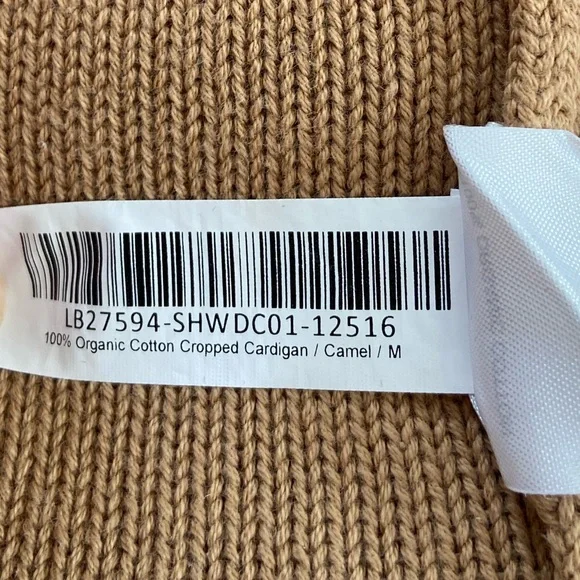 LB27594-SHWDC01-12516
100% Organic Cotton Cropped Cardigan / Camel / M